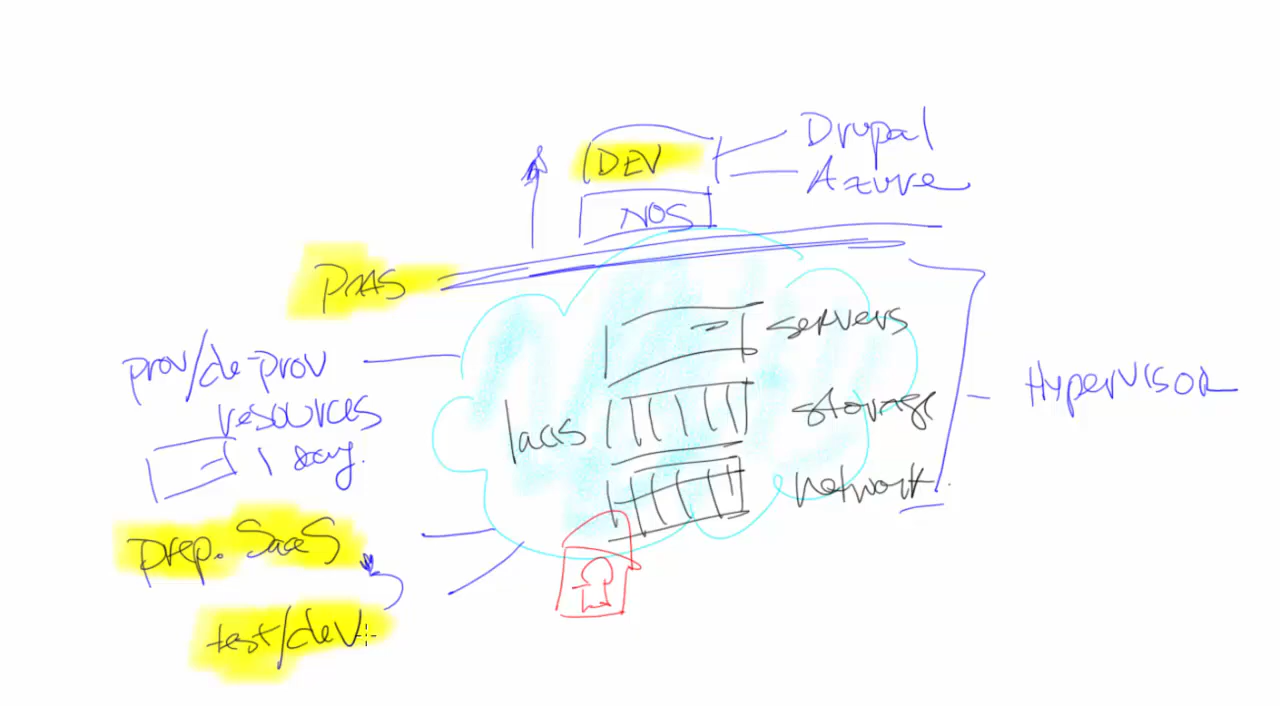 Drupal
DEV
Azure
NOS
PAAS
servers
prov/de-prov
resources
Hypervisor
storage
Iaas
1
network
prep. SaaS
test/dev